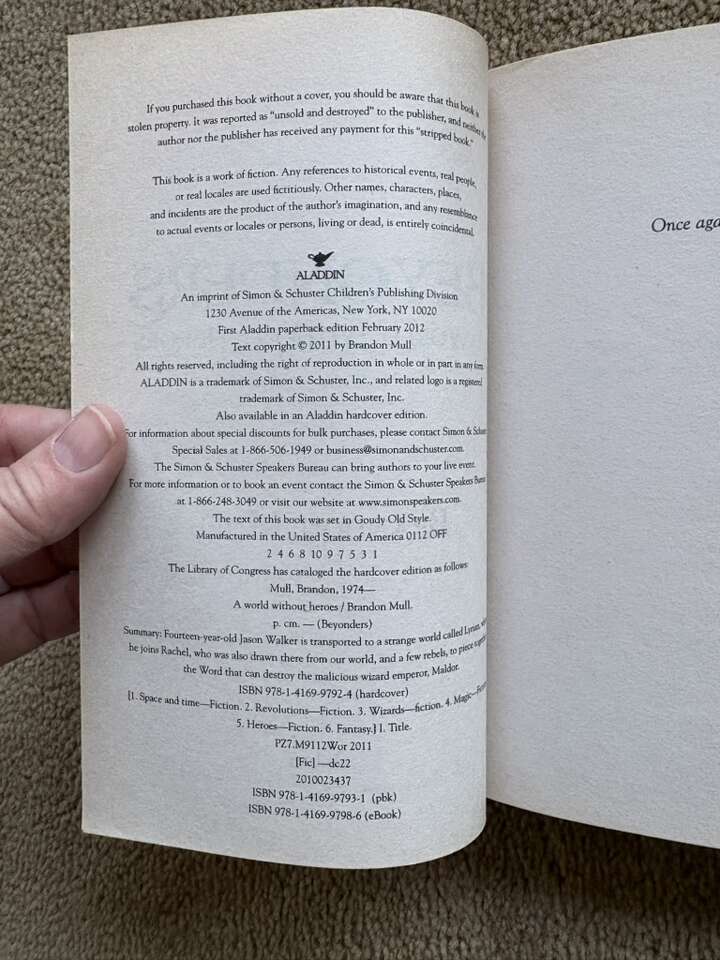 If you purchased this book without a cover, you should be aware that this book is
stolen property. It was reported as “unsold and destroyed” to the publisher, and neither the
author nor the publisher has received any payment for this “stripped book.”
This book is a work of fiction. Any references to historical events, real people,
or real locales are used fictitiously. Other names, characters, places,
and incidents are the product of the author's imagination, and any resemblance
to actual events or locales or persons, living or dead, is entirely coincidental.
ALADDIN
An imprint of Simon & Schuster Children's Publishing Division
1230 Avenue of the Americas, New York, NY 10020
First Aladdin paperback edition February 2012
Text copyright © 2011 by Brandon Mull
All rights reserved, including the right of reproduction in whole or in part in any form.
ALADDIN is a trademark of Simon & Schuster, Inc., and related logo is a registered
trademark of Simon & Schuster, Inc.
Also available in an Aladdin hardcover edition.
For information about special discounts for bulk purchases, please contact Simon & Schuster
Special Sales at 1-866-506-1949 or business@simonandschuster.com.
The Simon & Schuster Speakers Bureau can bring authors to your live event.
For more information or to book an event contact the Simon & Schuster Speakers Bureau
at 1-866-248-3049 or visit our website at www.simonspeakers.com.
The text of this book was set in Goudy Old Style.
Manufactured in the United States of America 0112 OFF
2 4 6 8 10 9 7 5 3 1
The Library of Congress has cataloged the hardcover edition as follows:
Mull, Brandon, 1974—
A world without heroes / Brandon Mull.
p. cm. — (Beyonders)
Summary: Fourteen-year-old Jason Walker is transported to a strange world called Lyrian, 
he joins Rachel, who was also drawn there from our world, and a few rebels, to piece
the Word that can destroy the malicious wizard emperor, Maldor.
ISBN 978-1-4169-9792-4 (hardcover)
[1. Space and time—Fiction. 2. Revolutions—Fiction. 3. Wizards—fiction. 4. Magic—
5. Heroes—Fiction. 6. Fantasy.] I. Title.
PZ7.M9112Wor 2011
[Fic] —dc22
2010023437
ISBN 978-1-4169-9793-1 (pbk)
ISBN 978-1-4169-9798-6 (eBook)
Once aga